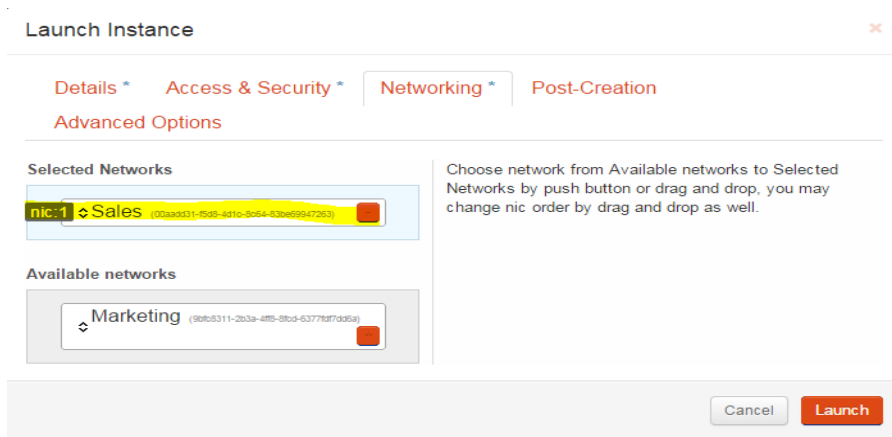 Launch Instance
Details * Access & Security * Networking * Post-Creation
Advanced Options
Selected Networks
nic:1 Sales
Available networks
Marketing
Choose network from Available networks to Selected
Networks by push button or drag and drop, you may
change nic order by drag and drop as well.
Cancel Launch